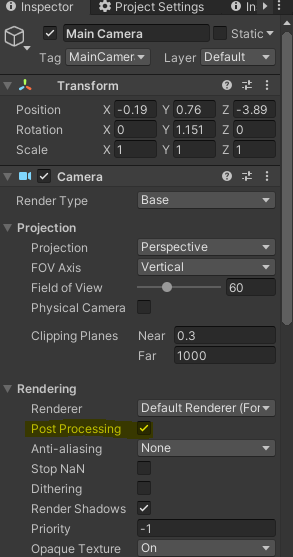 Inspector Project Settings In
Main Camera Static
Tag MainCamer Layer Default
Transform
Position X -0.19 Y 0.76 Z -3.89
Rotation X 0 Y 1.151 Z 0
Scale X 1 Y 1 Z 1
Camera
Render Type Base
Projection
Projection Perspective
FOV Axis Vertical
Field of View 60
Physical Camera
Clipping Planes Near 0.3
Far 1000
Rendering
Renderer Default Renderer (For
Post Processing
Anti-aliasing None
Stop NaN
Dithering
Render Shadows
Priority -1
Opaque Texture On